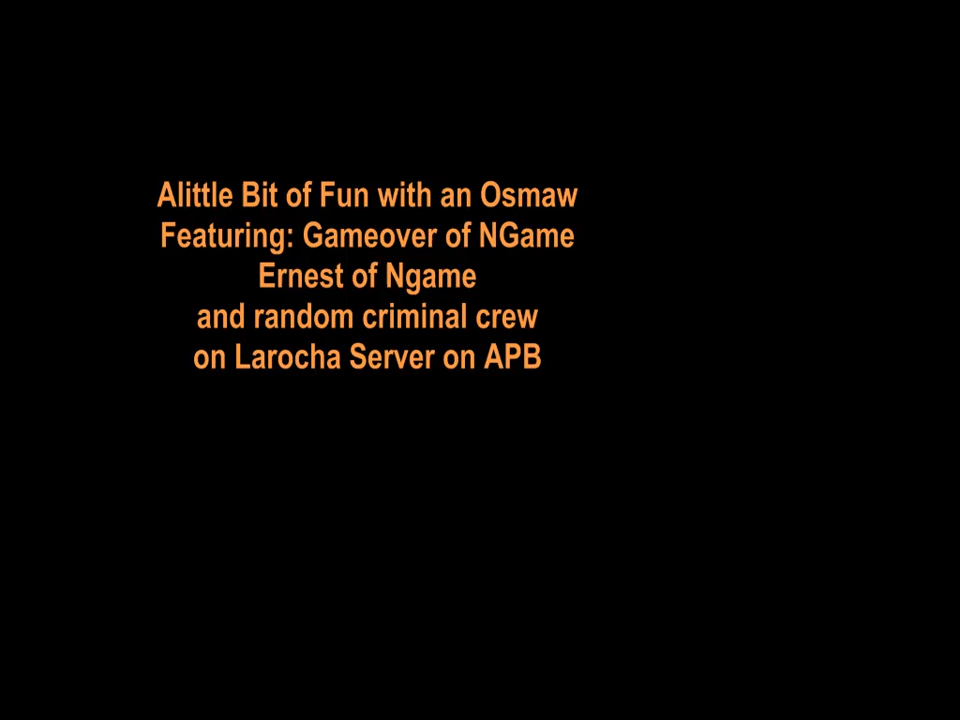 Alittle Bit of Fun with an Osmaw
Featuring: Gameover of NGame
Ernest of Ngame
and random criminal crew
on Larocha Server on APB